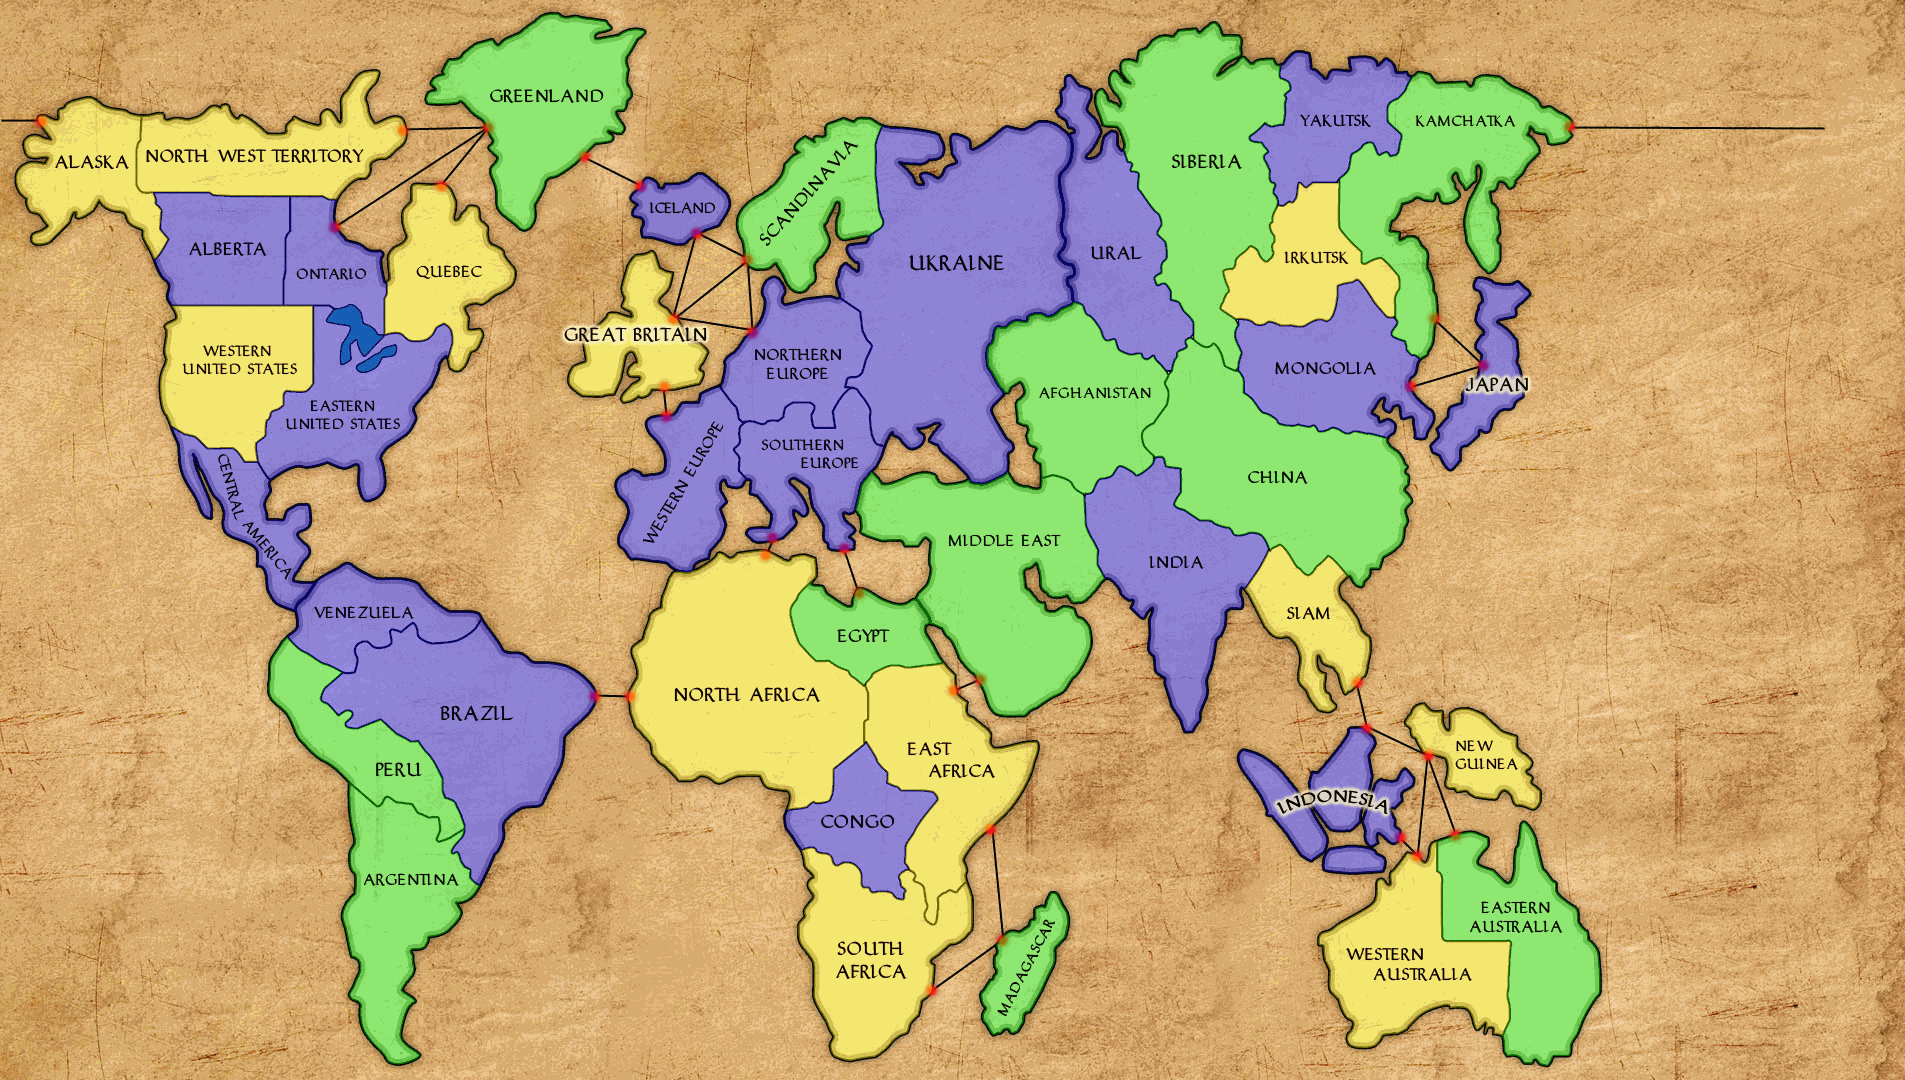 GREENLAND
ALASKA
NORTH WEST TERRITORY
ALBERTA
ONTARIO
QUEBEC
WESTERN
UNITED STATES
EASTERN
UNITED STATES
CENTRAL AMERICA
VENEZUELA
BRAZIL
PERU
ARGENTINA
ICELAND
SCANDINAVIA
GREAT BRITAIN
NORTHERN
EUROPE
WESTERN EUROPE
SOUTHERN
EUROPE
UKRAINE
NORTH AFRICA
EGYPT
EAST
AFRICA
CONGO
SOUTH
AFRICA
MADAGASCAR
URAL
SIBERIA
YAKUTSK
KAMCHATKA
IRKUTSK
MONGOLIA
JAPAN
AFGHANISTAN
CHINA
MIDDLE EAST
INDIA
SIAM
INDONESIA
NEW
GUINEA
WESTERN
AUSTRALIA
EASTERN
AUSTRALIA